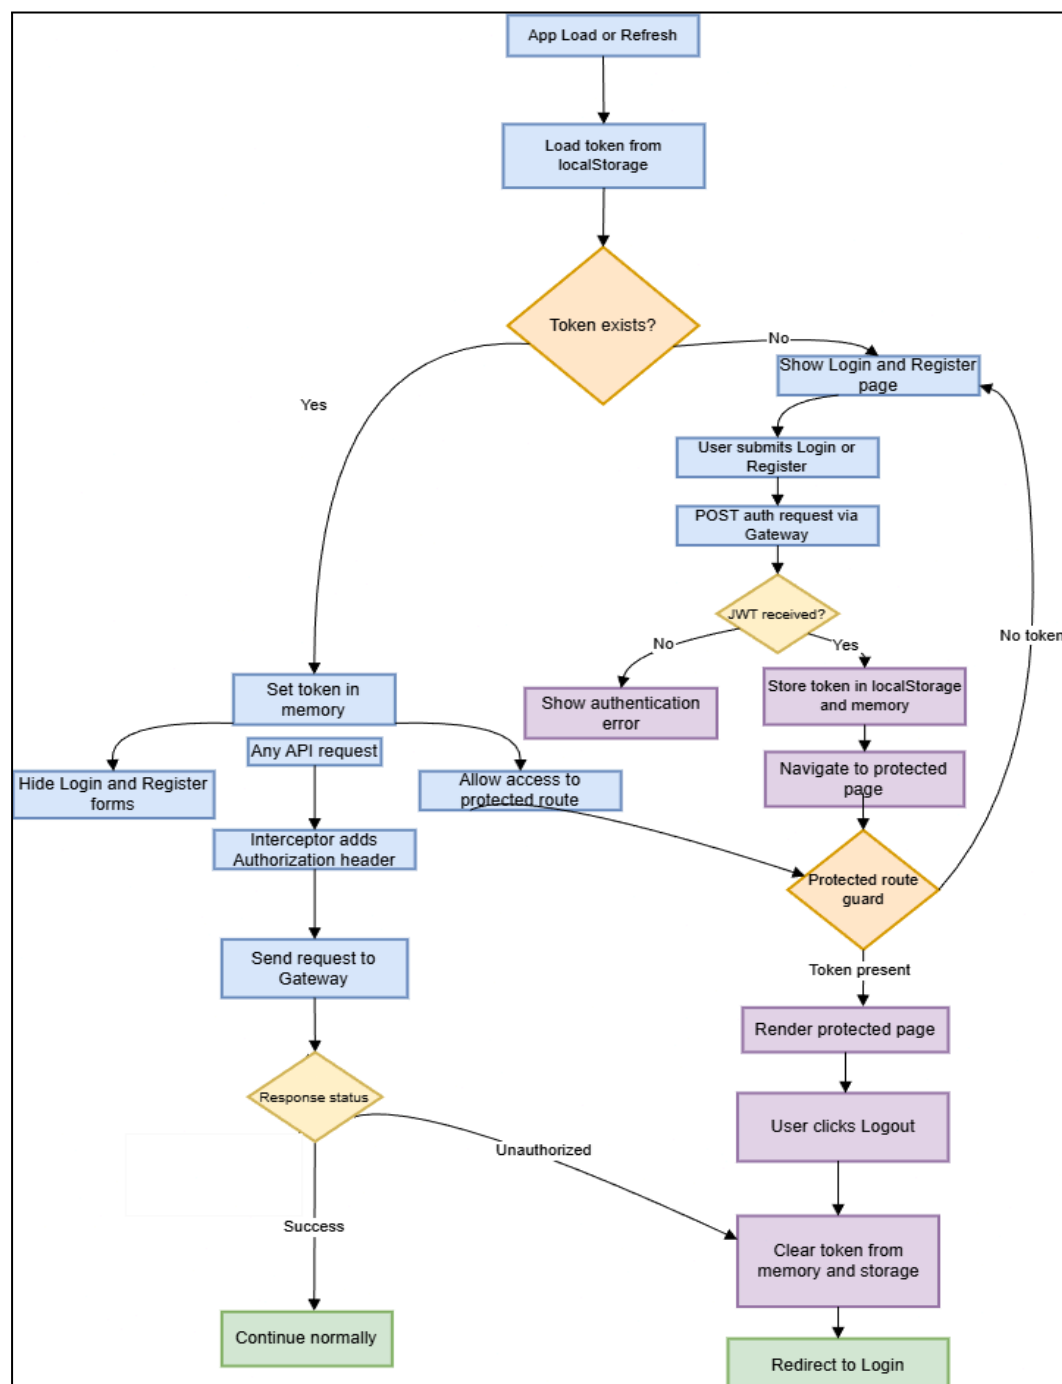 App Load or Refresh
Load token from
localStorage
Token exists?
No
Show Login and Register
page
Yes
User submits Login or
Register
POST auth request via
Gateway
JWT received?
No
Yes
No token
Set token in
memory
Show authentication
error
Store token in localStorage
and memory
Any API request
Hide Login and Register
forms
Allow access to
protected route
Navigate to protected
page
Interceptor adds
Authorization header
Protected route
guard
Send request to
Gateway
Token present
Render protected page
Response status
User clicks Logout
Unauthorized
Success
Clear token from
memory and storage
Continue normally
Redirect to Login